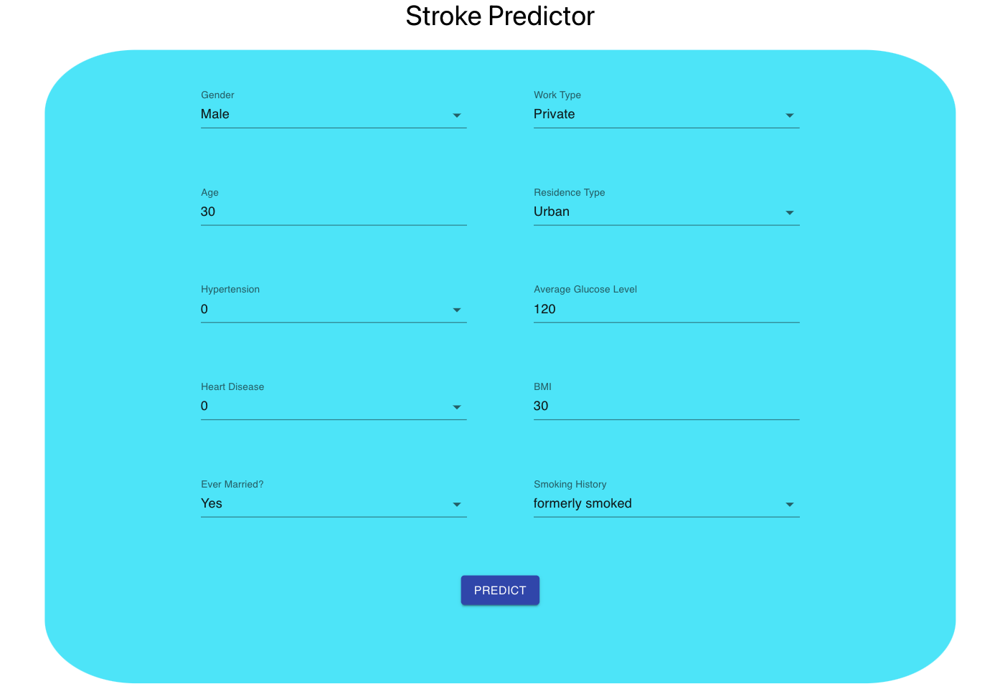 Stroke Predictor
Gender
Male
Work Type
Private
Age
30
Residence Type
Urban
Hypertension
0
Average Glucose Level
120
Heart Disease
0
BMI
30
Ever Married?
Yes
Smoking History
formerly smoked
PREDICT